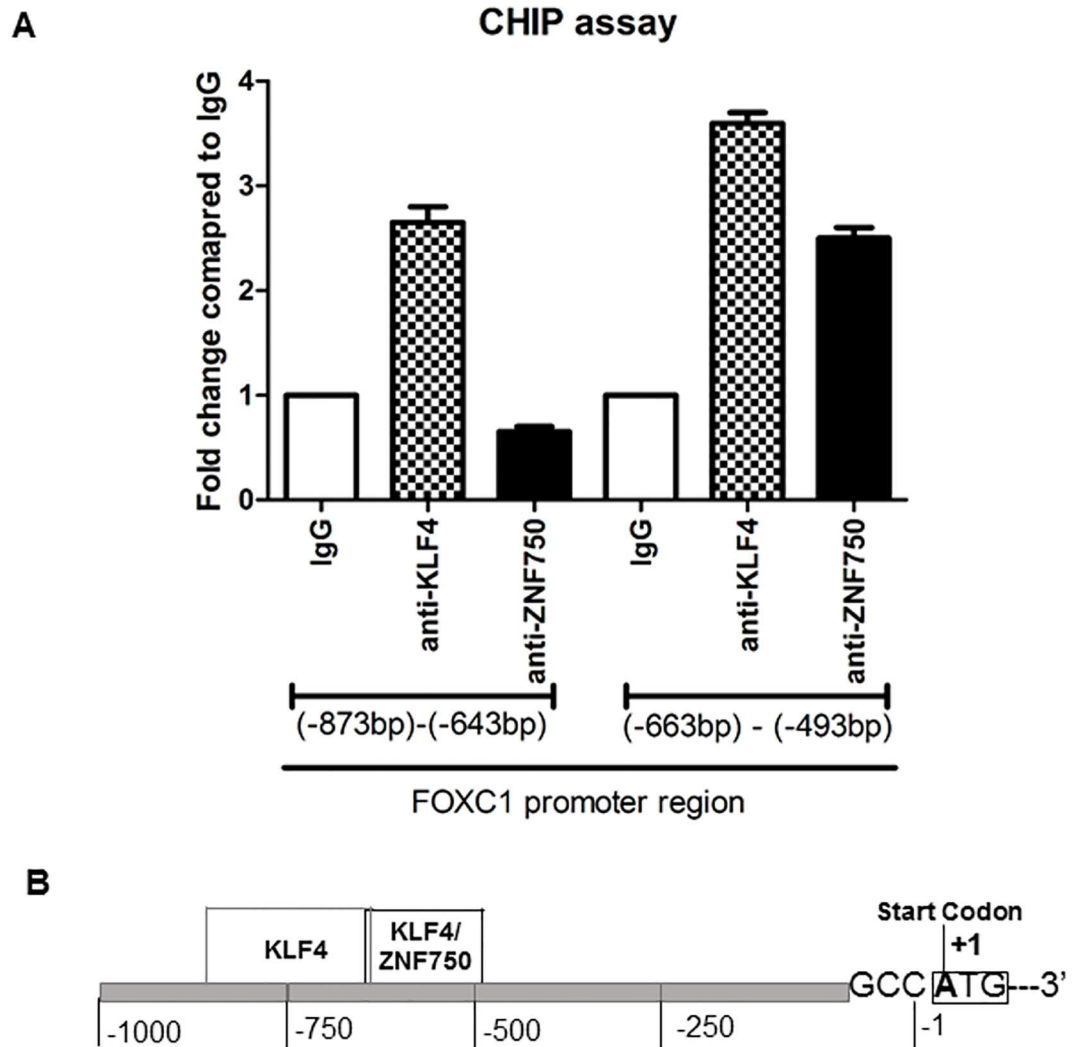 A
CHIP assay
Fold change comapred to IgG
4
3
2
1
0
IgG
anti-KLF4
anti-ZNF750
IgG
anti-KLF4
anti-ZNF750
(-873bp)-(-643bp)
(-663bp) - (-493bp)
FOXC1 promoter region
B
KLF4
KLF4/
ZNF750
Start Codon
+1
GCC ATG---3’
-1000
-750
-500
-250
-1